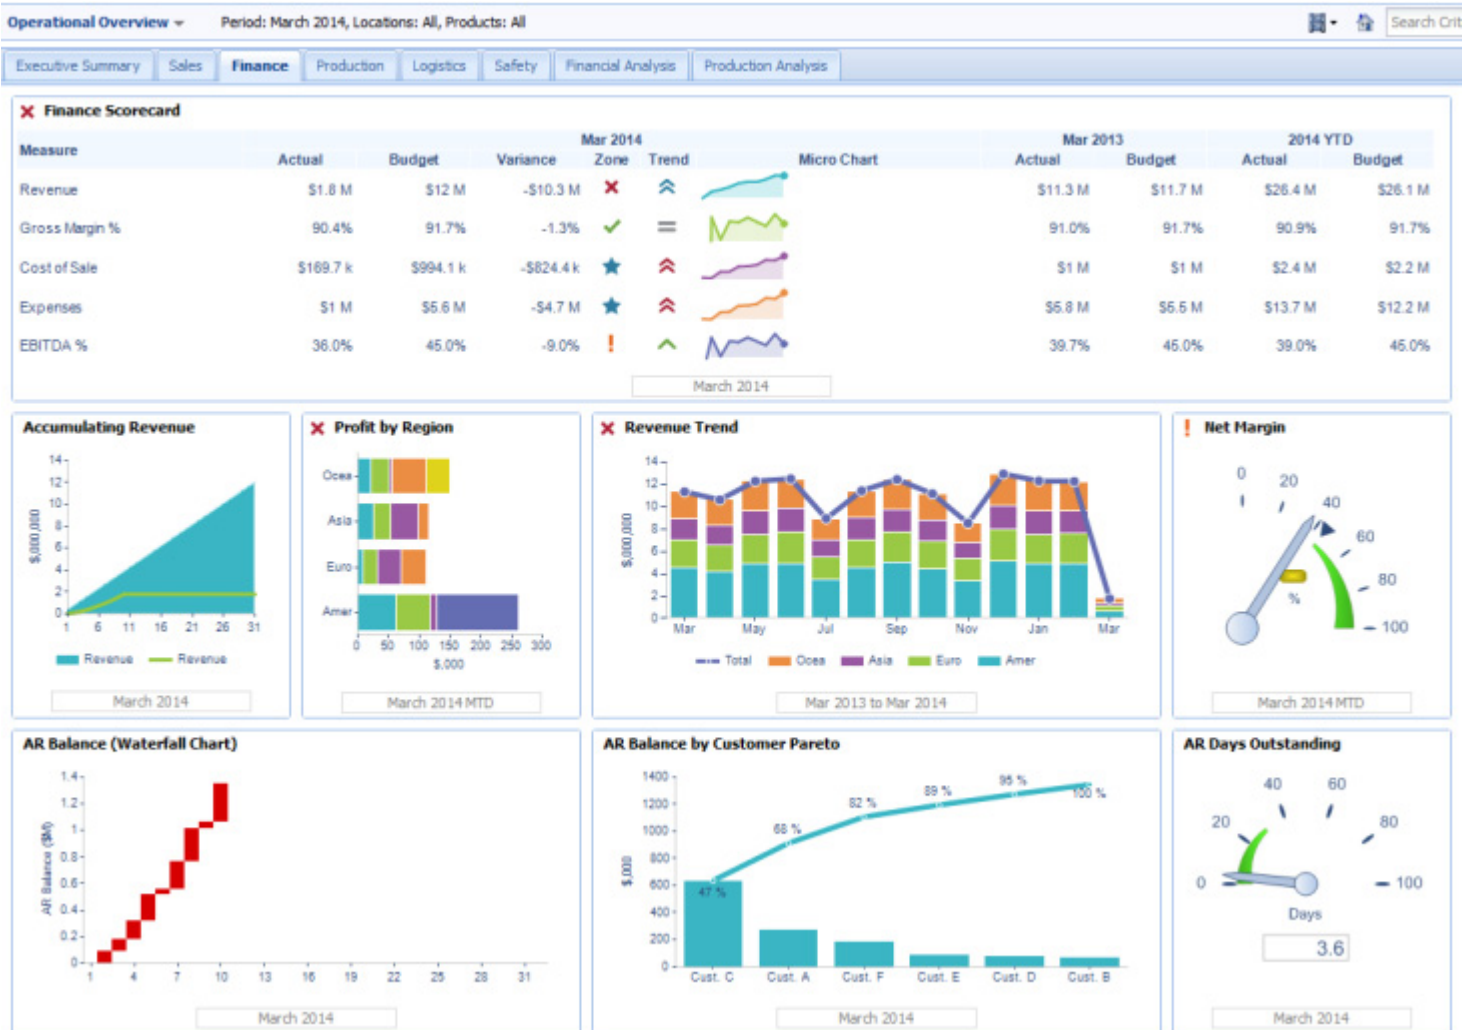 Operational Overview Period: March 2014, Locations: All, Products: All Search Crit
Executive Summary Sales Finance Production Logistics Safety Financial Analysis Production Analysis
Finance Scorecard
Measure Mar 2014 Mar 2013 2014 YTD
Actual Budget Variance Zone Trend Micro Chart Actual Budget Actual Budget
Revenue $1.8 M $12 M -$10.3 M $11.3 M $11.7 M $26.4 M $26.1 M
Gross Margin % 90.4% 91.7% -1.3% 91.0% 91.7% 90.9% 91.7%
Cost of Sale $169.7 k $994.1 k -$824.4 k $1 M $1 M $2.4 M $2.2 M
Expenses $1 M $5.6 M -$4.7 M $5.8 M $5.5 M $13.7 M $12.2 M
EBITDA % 36.0% 45.0% -9.0% 39.7% 45.0% 39.0% 45.0%
March 2014
Accumulating Revenue
$,000,000
14
12
10
8
6
4
2
0
1 6 11 16 21 26 31
Revenue Revenue
March 2014
Profit by Region
Ocea
Asia
Euro
Amer
0 50 100 150 200 250 300
$,000
March 2014 MTD
Revenue Trend
$,000,000
14
12
10
8
6
4
2
0
Mar May Jul Sep Nov Jan Mar
Total Ocea Asia Euro Amer
Mar 2013 to Mar 2014
Net Margin
0 20 40 60 80 100
%
March 2014 MTD
AR Balance (Waterfall Chart)
AR Balance ($M)
1.4
1.2
1
0.8
0.6
0.4
0.2
0
1 4 7 10 13 16 19 22 25 28 31
March 2014
AR Balance by Customer Pareto
$,000
1400
1200
1000
800
600
400
200
0
47 % 68 % 82 % 89 % 95 % 100 %
Cust. C Cust. A Cust. F Cust. E Cust. D Cust. B
March 2014
AR Days Outstanding
0 20 40 60 80 100
Days
3.6
March 2014